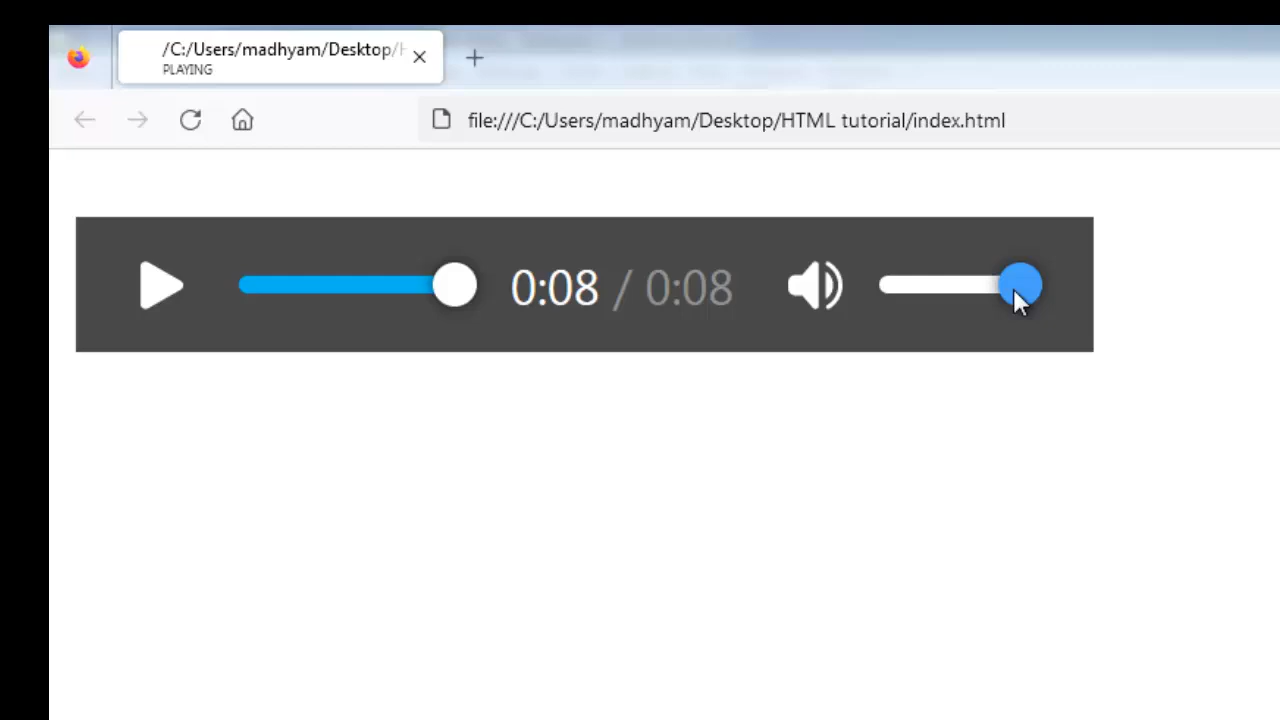 /C:/Users/madhyam/Desktop/H
PLAYING
file:///C:/Users/madhyam/Desktop/HTML tutorial/index.html
0:08 / 0:08